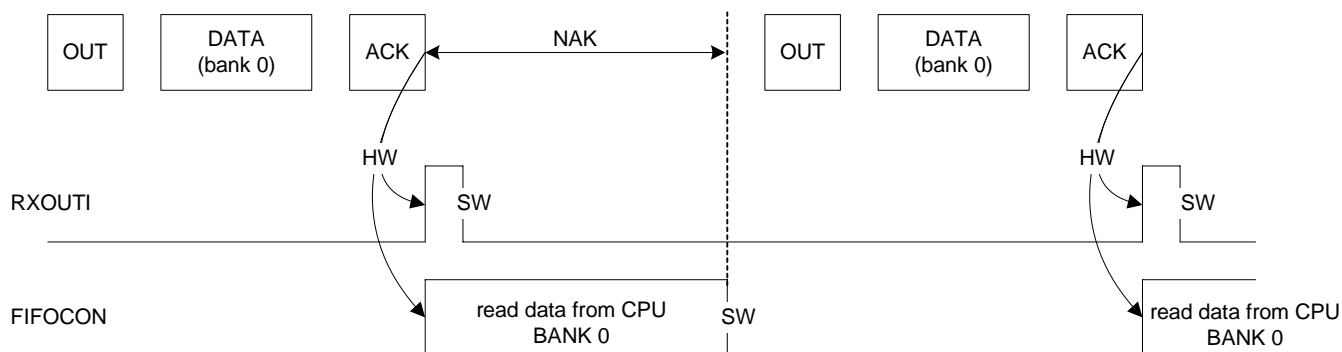 NAK
OUT DATA (bank 0) ACK OUT DATA (bank 0) ACK
HW HW
RXOUTI SW SW
read data from CPU read data from CPU
FIFOCON SW
BANK 0 BANK 0